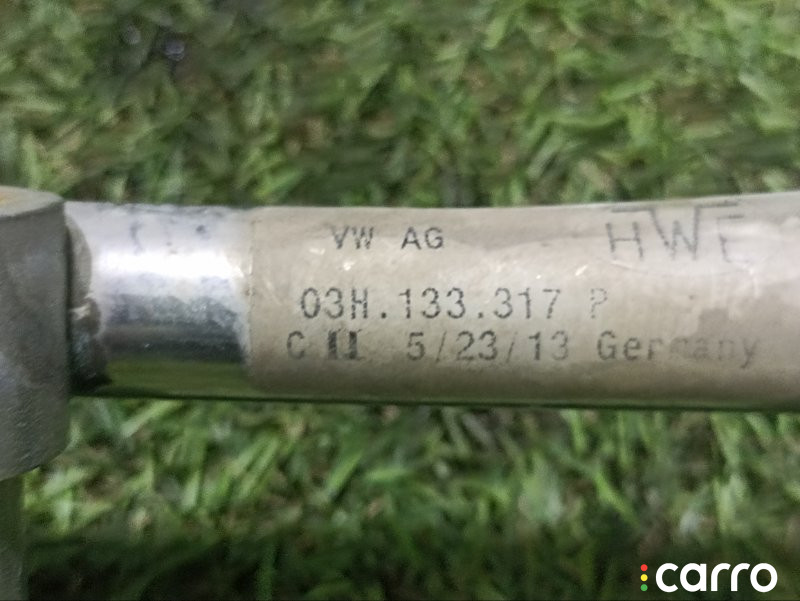 VW AG
HWE
03H.133.317 P
C II 5/23/13 Germany
carro